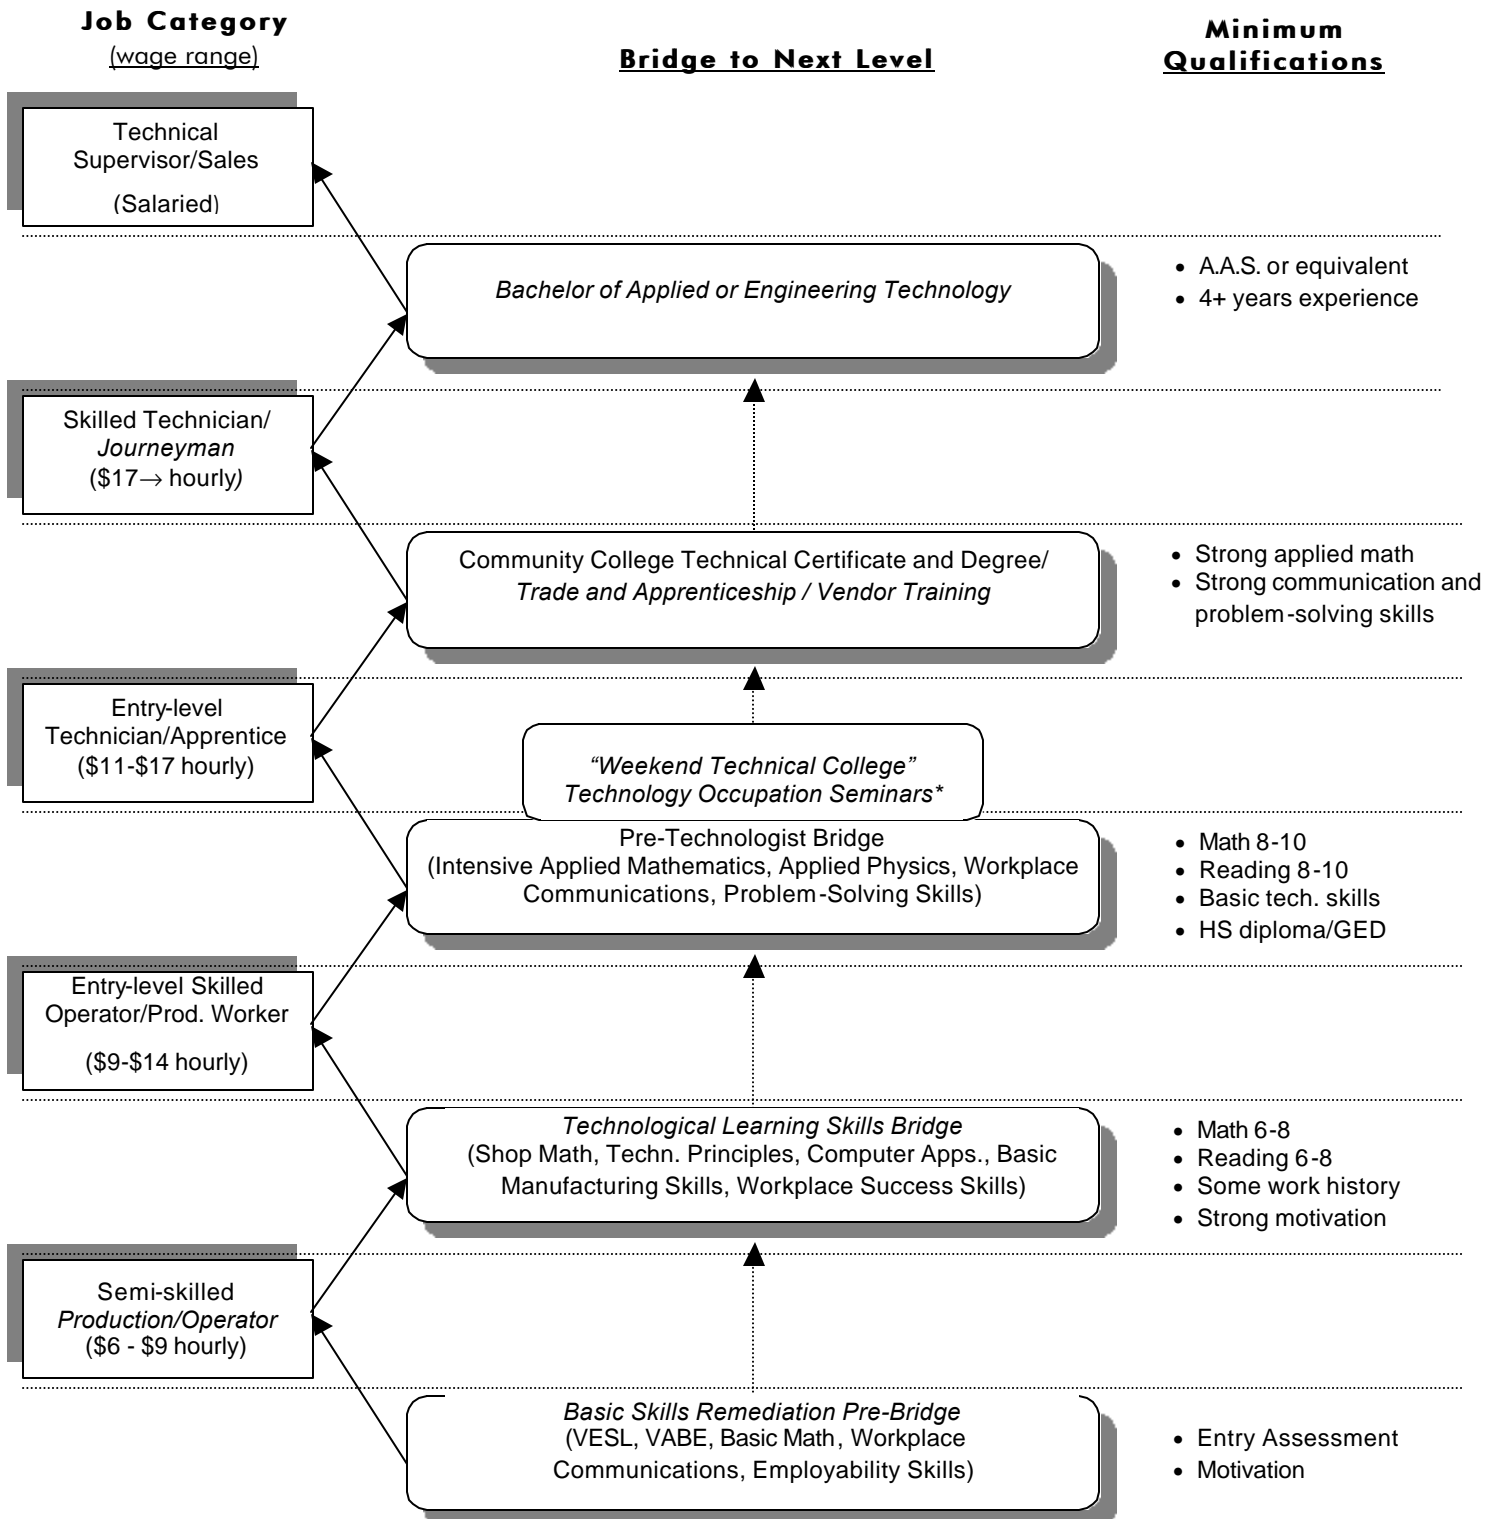 Job Category
(wage range)
Bridge to Next Level
Minimum
Qualifications
Technical
Supervisor/Sales
(Salaried)
Bachelor of Applied or Engineering Technology
• A.A.S. or equivalent
• 4+ years experience
Skilled Technician/
Journeyman
($17→ hourly)
Community College Technical Certificate and Degree/
Trade and Apprenticeship / Vendor Training
• Strong applied math
• Strong communication and
problem-solving skills
Entry-level
Technician/Apprentice
($11-$17 hourly)
“Weekend Technical College”
Technology Occupation Seminars*
Pre-Technologist Bridge
(Intensive Applied Mathematics, Applied Physics, Workplace
Communications, Problem-Solving Skills)
• Math 8-10
• Reading 8-10
• Basic tech. skills
• HS diploma/GED
Entry-level Skilled
Operator/Prod. Worker
($9-$14 hourly)
Technological Learning Skills Bridge
(Shop Math, Techn. Principles, Computer Apps., Basic
Manufacturing Skills, Workplace Success Skills)
• Math 6-8
• Reading 6-8
• Some work history
• Strong motivation
Semi-skilled
Production/Operator
($6 - $9 hourly)
Basic Skills Remediation Pre-Bridge
(VESL, VABE, Basic Math, Workplace
Communications, Employability Skills)
• Entry Assessment
• Motivation